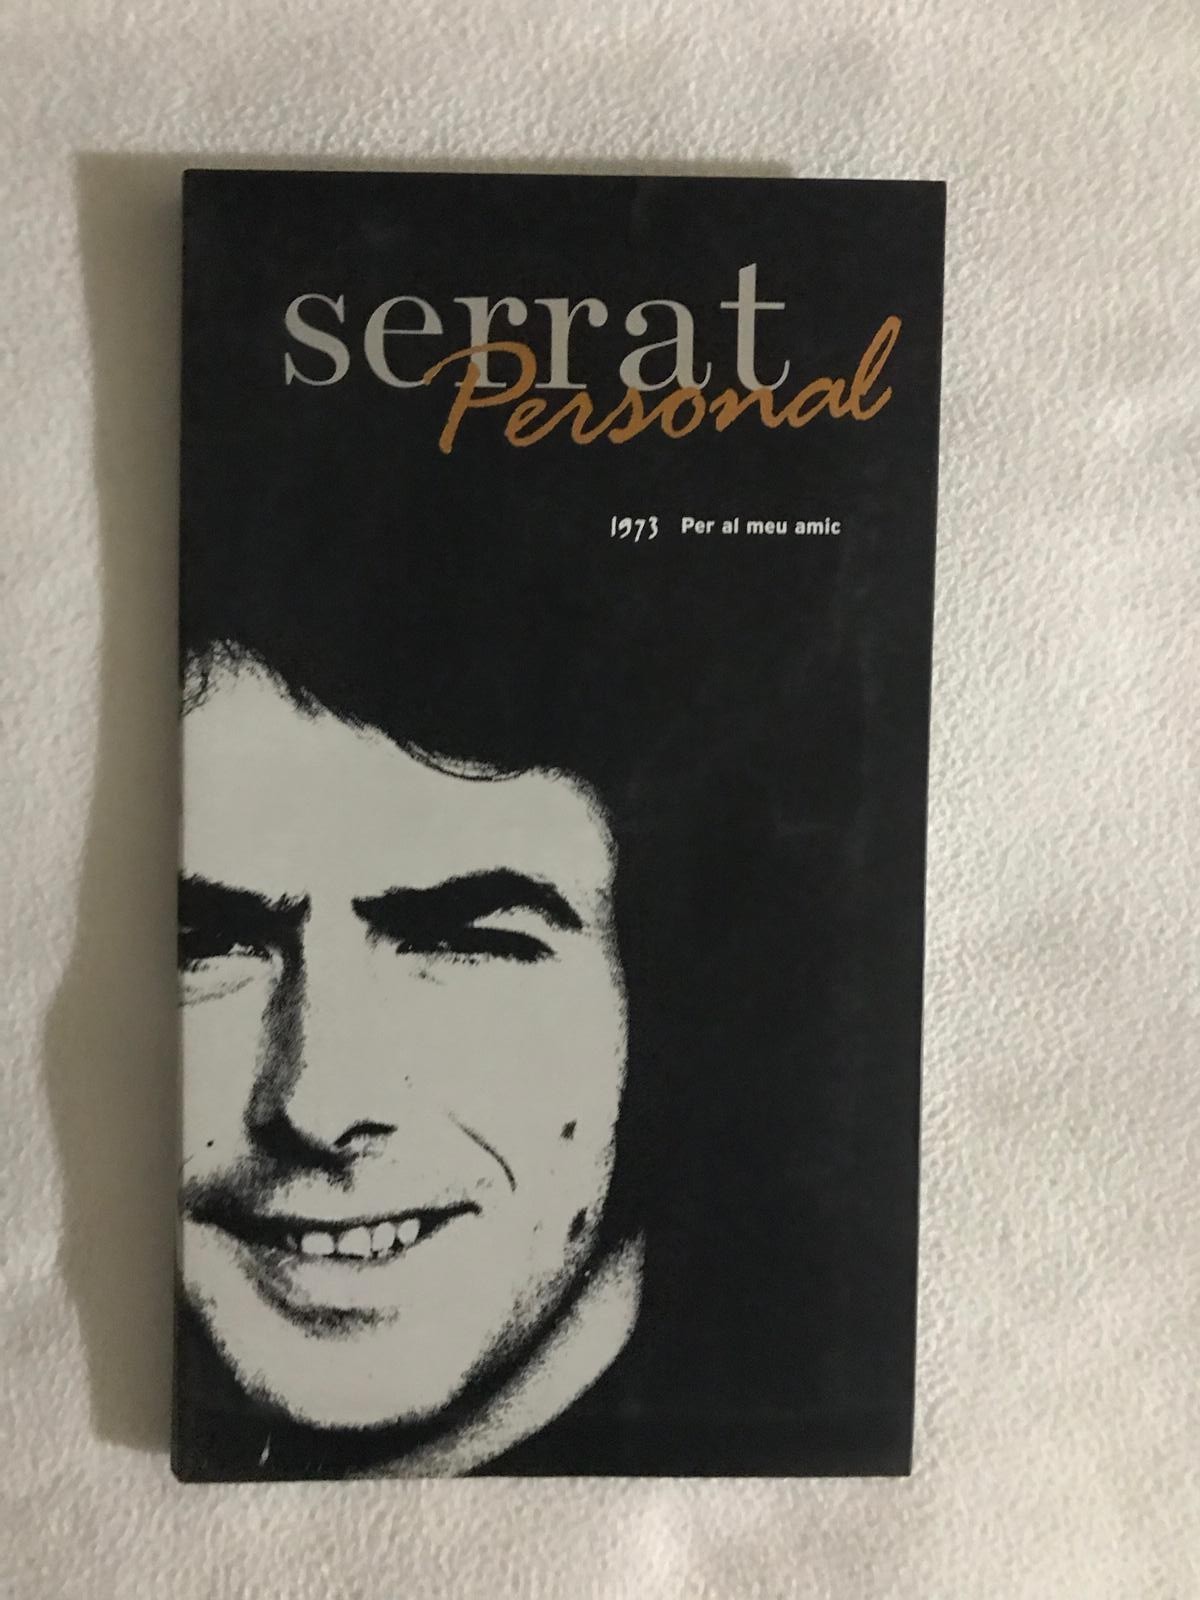 serrat
Personal
1973 Per al meu amic